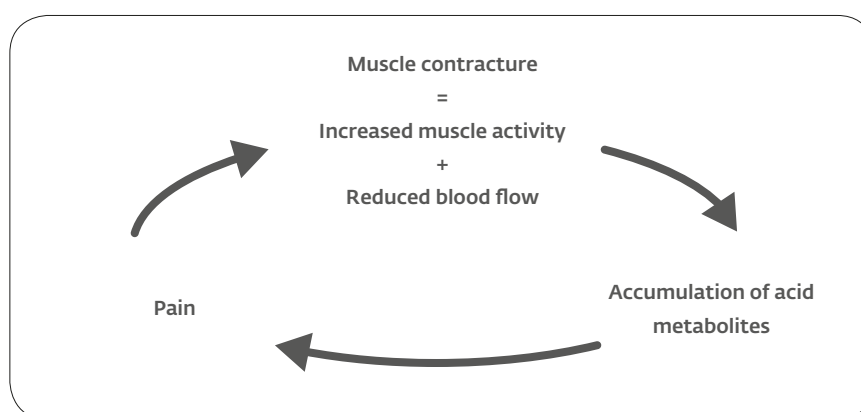 Muscle contracture
=
Increased muscle activity
+
Reduced blood flow
Pain
Accumulation of acid
metabolites